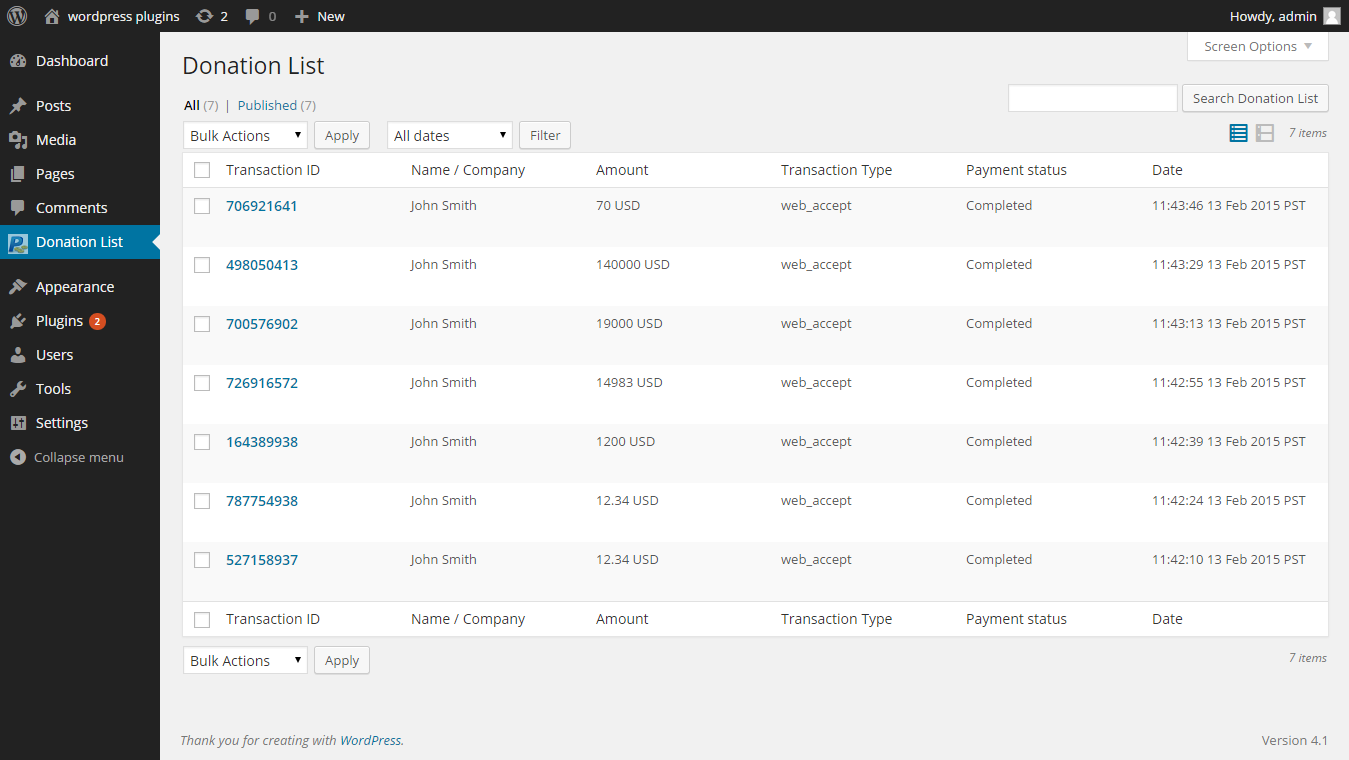 wordpress plugins 2 0 New Howdy, admin
Dashboard
Posts
Media
Pages
Comments
Donation List
Appearance
Plugins 2
Users
Tools
Settings
Collapse menu
Screen Options
Donation List
All (7) | Published (7)
Search Donation List
Bulk Actions Apply All dates Filter 7 items
Transaction ID Name / Company Amount Transaction Type Payment status Date
706921641 John Smith 70 USD web_accept Completed 11:43:46 13 Feb 2015 PST
498050413 John Smith 140000 USD web_accept Completed 11:43:29 13 Feb 2015 PST
700576902 John Smith 19000 USD web_accept Completed 11:43:13 13 Feb 2015 PST
726916572 John Smith 14983 USD web_accept Completed 11:42:55 13 Feb 2015 PST
164389938 John Smith 1200 USD web_accept Completed 11:42:39 13 Feb 2015 PST
787754938 John Smith 12.34 USD web_accept Completed 11:42:24 13 Feb 2015 PST
527158937 John Smith 12.34 USD web_accept Completed 11:42:10 13 Feb 2015 PST
Transaction ID Name / Company Amount Transaction Type Payment status Date
Bulk Actions Apply 7 items
Thank you for creating with WordPress. Version 4.1